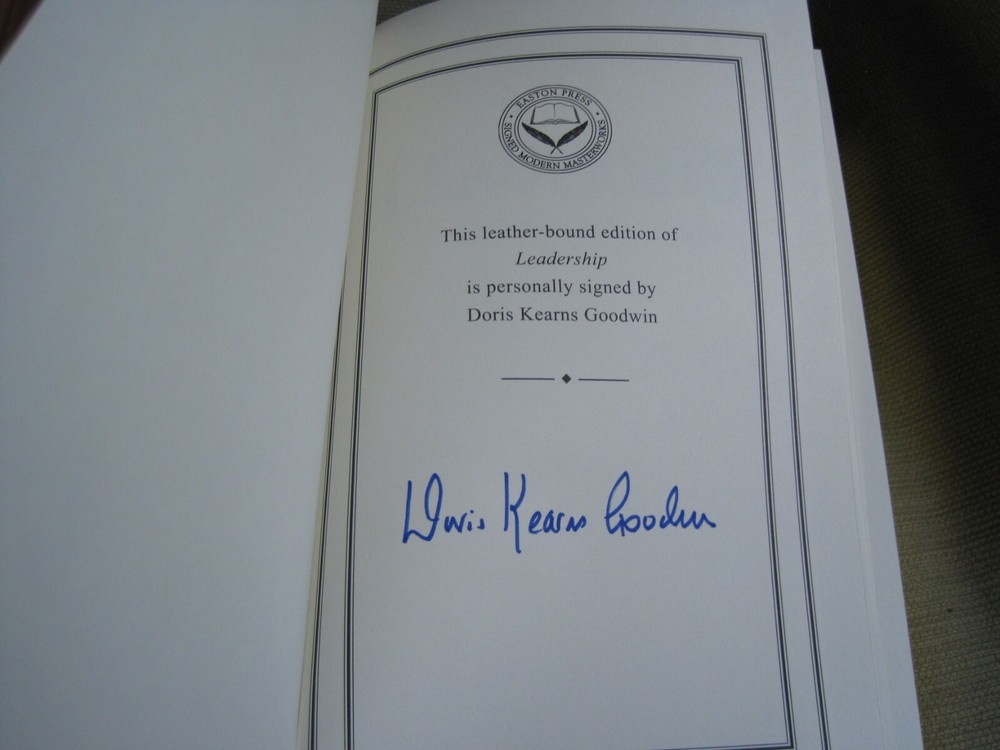 EASTON PRESS
SIGNED MODERN MASTERWORKS
This leather-bound edition of
Leadership
is personally signed by
Doris Kearns Goodwin
Doris Kearns Goodwin